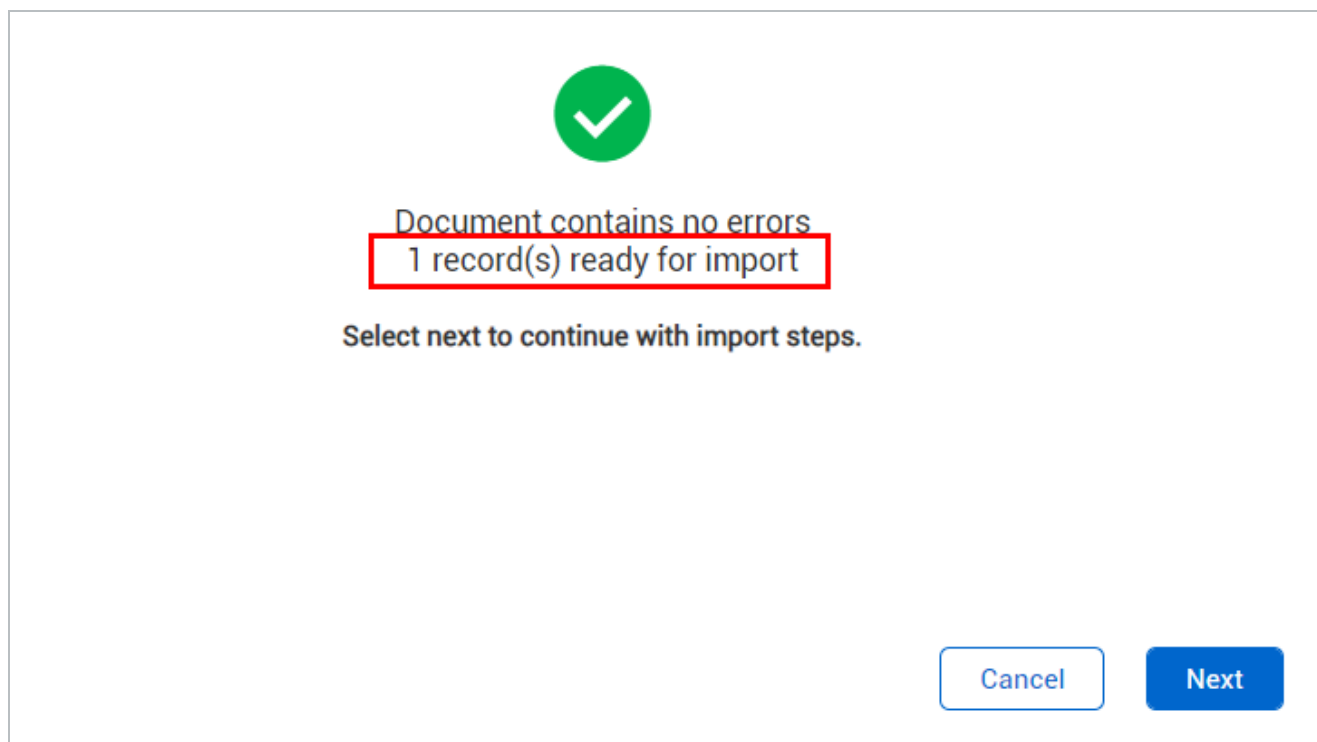 Document contains no errors
1 record(s) ready for import
Select next to continue with import steps.
Cancel
Next